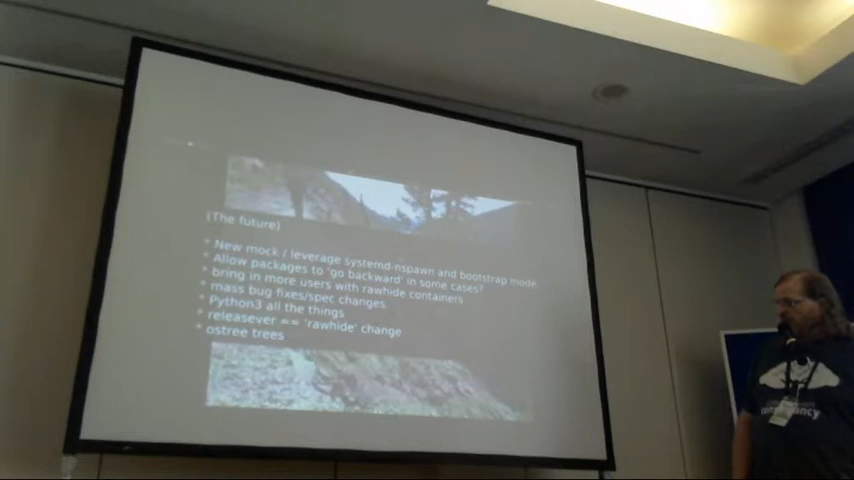 (The future)
* New mock / leverage systemd-nspawn and bootstrap mode
* Allow packages to 'go backward' in some cases?
* bring in more users with rawhide containers
* mass bug fixes/spec changes
* Python3 all the things
* releasever == 'rawhide' change
* ostree trees